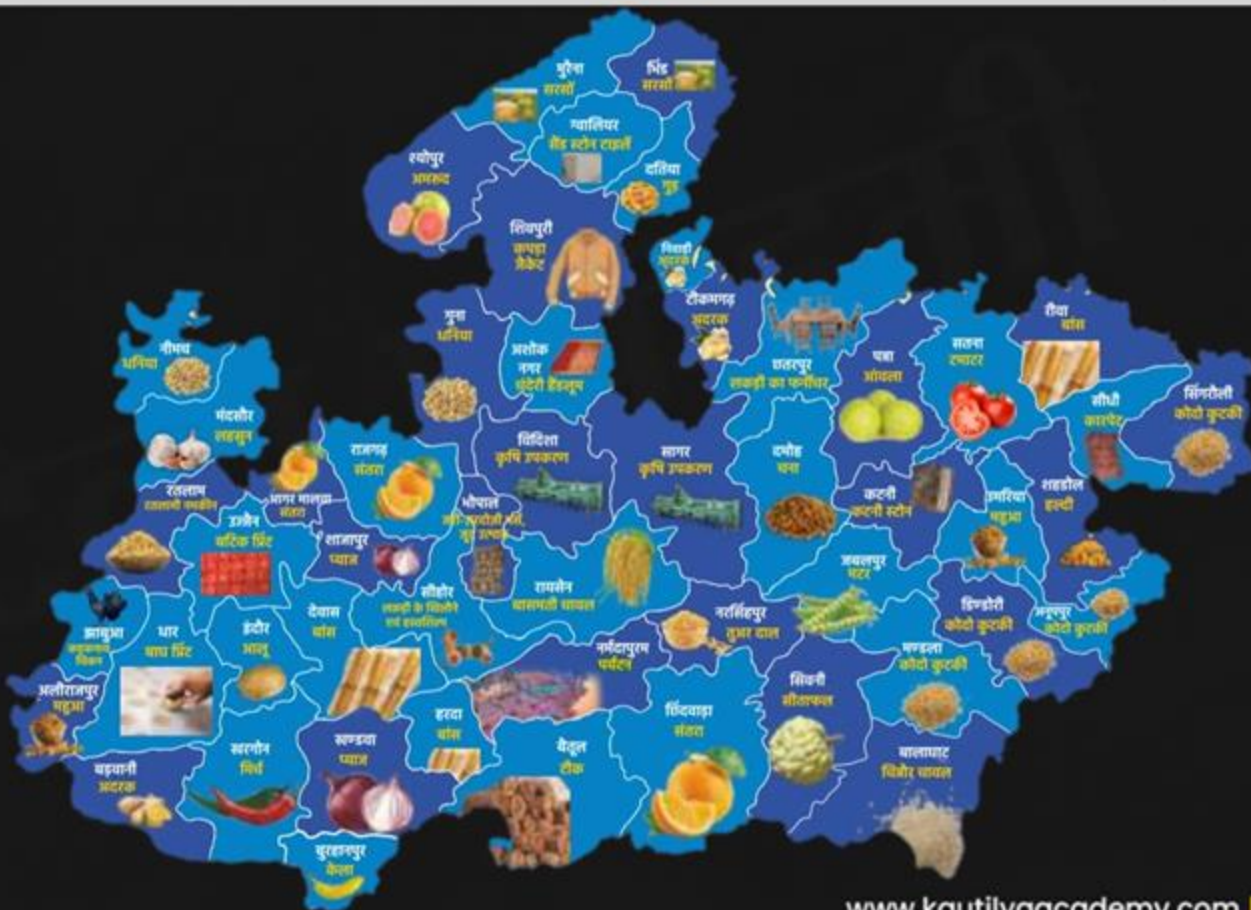 मुरैना
सरसों
भिंड
सरसों
ग्वालियर
सेंड स्टोन टाइलें
श्योपुर
अमरूद
दतिया
गुड़
शिवपुरी
कपड़ा
जैकेट
निवाड़ी
अदरक
टीकमगढ़
अदरक
गुना
धनिया
अशोक
नगर
चंदेरी हैंडलूम
छतरपुर
लकड़ी का फर्नीचर
पन्ना
आंवला
सतना
टमाटर
रीवा
बांस
सीधी
कारपेट
सिंगरौली
कोदो कुटकी
नीमच
धनिया
मंदसौर
लहसुन
रतलाम
रतलामी नमकीन
आगर मालवा
संतरा
राजगढ़
संतरा
विदिशा
कृषि उपकरण
सागर
कृषि उपकरण
दमोह
चना
कटनी
कटनी स्टोन
उमरिया
महुआ
शहडोल
हल्दी
उज्जैन
बटिक प्रिंट
शाजापुर
प्याज
भोपाल
सीहोर
लकड़ी के खिलौने
एवं हस्तशिल्प
रायसेन
बासमती चावल
जबलपुर
मटर
नरसिंहपुर
तुअर दाल
डिण्डोरी
कोदो कुटकी
अनूपपुर
कोदो कुटकी
झाबुआ
चिकन
धार
बाघ प्रिंट
इंदौर
आलू
देवास
बांस
नर्मदापुरम
पर्यटन
मण्डला
कोदो कुटकी
सिवनी
सीताफल
अलीराजपुर
महुआ
हरदा
बांस
छिंदवाड़ा
संतरा
बड़वानी
अदरक
खरगोन
मिर्च
खण्डवा
प्याज
बैतूल
टीक
बालाघाट
चिन्नौर चावल
बुरहानपुर
केला
www.kautilyaacademy.com